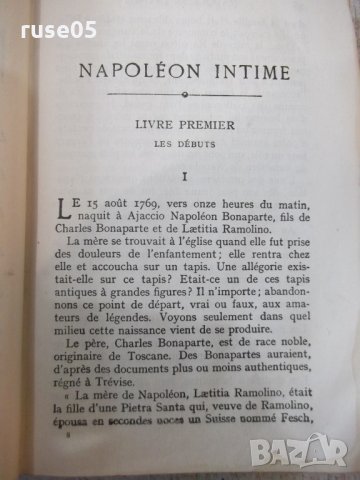 ruse05
NAPOLÉON INTIME
LIVRE PREMIER
LES DÉBUTS
I
LE 15 août 1769, vers onze heures du matin,
naquit à Ajaccio Napoléon Bonaparte, fils de
Charles Bonaparte et de Lætitia Ramolino.
La mère se trouvait à l'église quand elle fut prise
des douleurs de l'enfantement; elle rentra chez
elle et accoucha sur un tapis. Une allégorie exis-
tait-elle sur ce tapis? Etait-ce un de ces tapis
antiques à grandes figures? Il n'importe; abandon-
nons ce point de départ, vrai ou faux, aux ama-
teurs de légendes. Voyons seulement dans quel
milieu cette naissance vient de se produire.
Le père, Charles Bonaparte, est de race noble,
originaire de Toscane. Des Bonapartes auraient,
d'après des documents plus ou moins authentiques,
régné à Trévise.
« La mère de Napoléon, Lætitia Ramolino, était
la fille d'une Pietra Santa qui, veuve de Ramolino,
épousa en secondes noces un Suisse nommé Fesch,
8
BAZAR